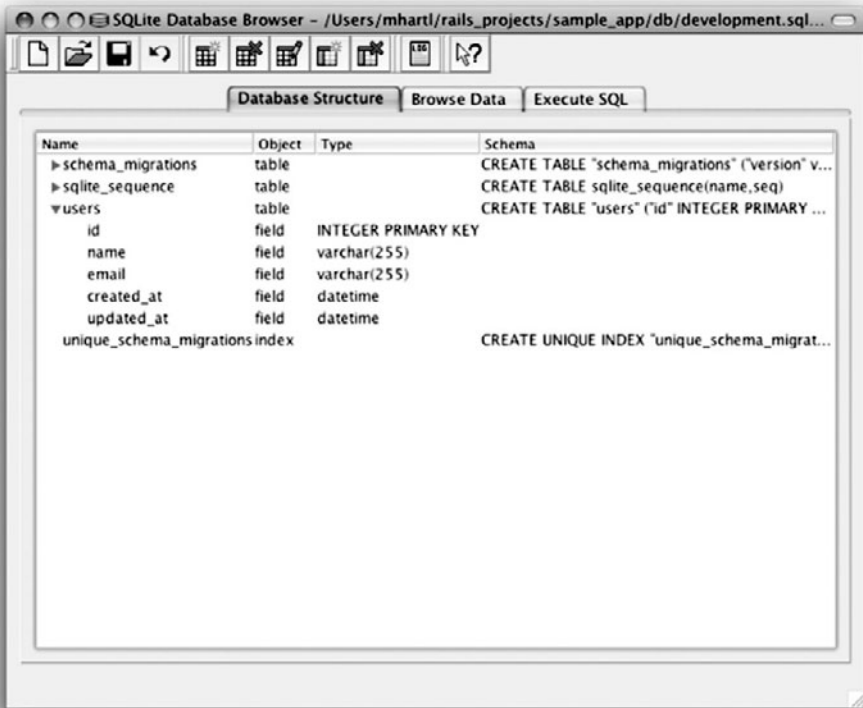 SQLite Database Browser - /Users/mhartl/rails_projects/sample_app/db/development.sql...
LOG ?
Database Structure Browse Data Execute SQL
Name Object Type Schema
schema_migrations table CREATE TABLE "schema_migrations" ("version" v...
sqlite_sequence table CREATE TABLE sqlite_sequence(name,seq)
users table CREATE TABLE "users" ("id" INTEGER PRIMARY ...
id field INTEGER PRIMARY KEY
name field varchar(255)
email field varchar(255)
created_at field datetime
updated_at field datetime
unique_schema_migrations index CREATE UNIQUE INDEX "unique_schema_migrat...